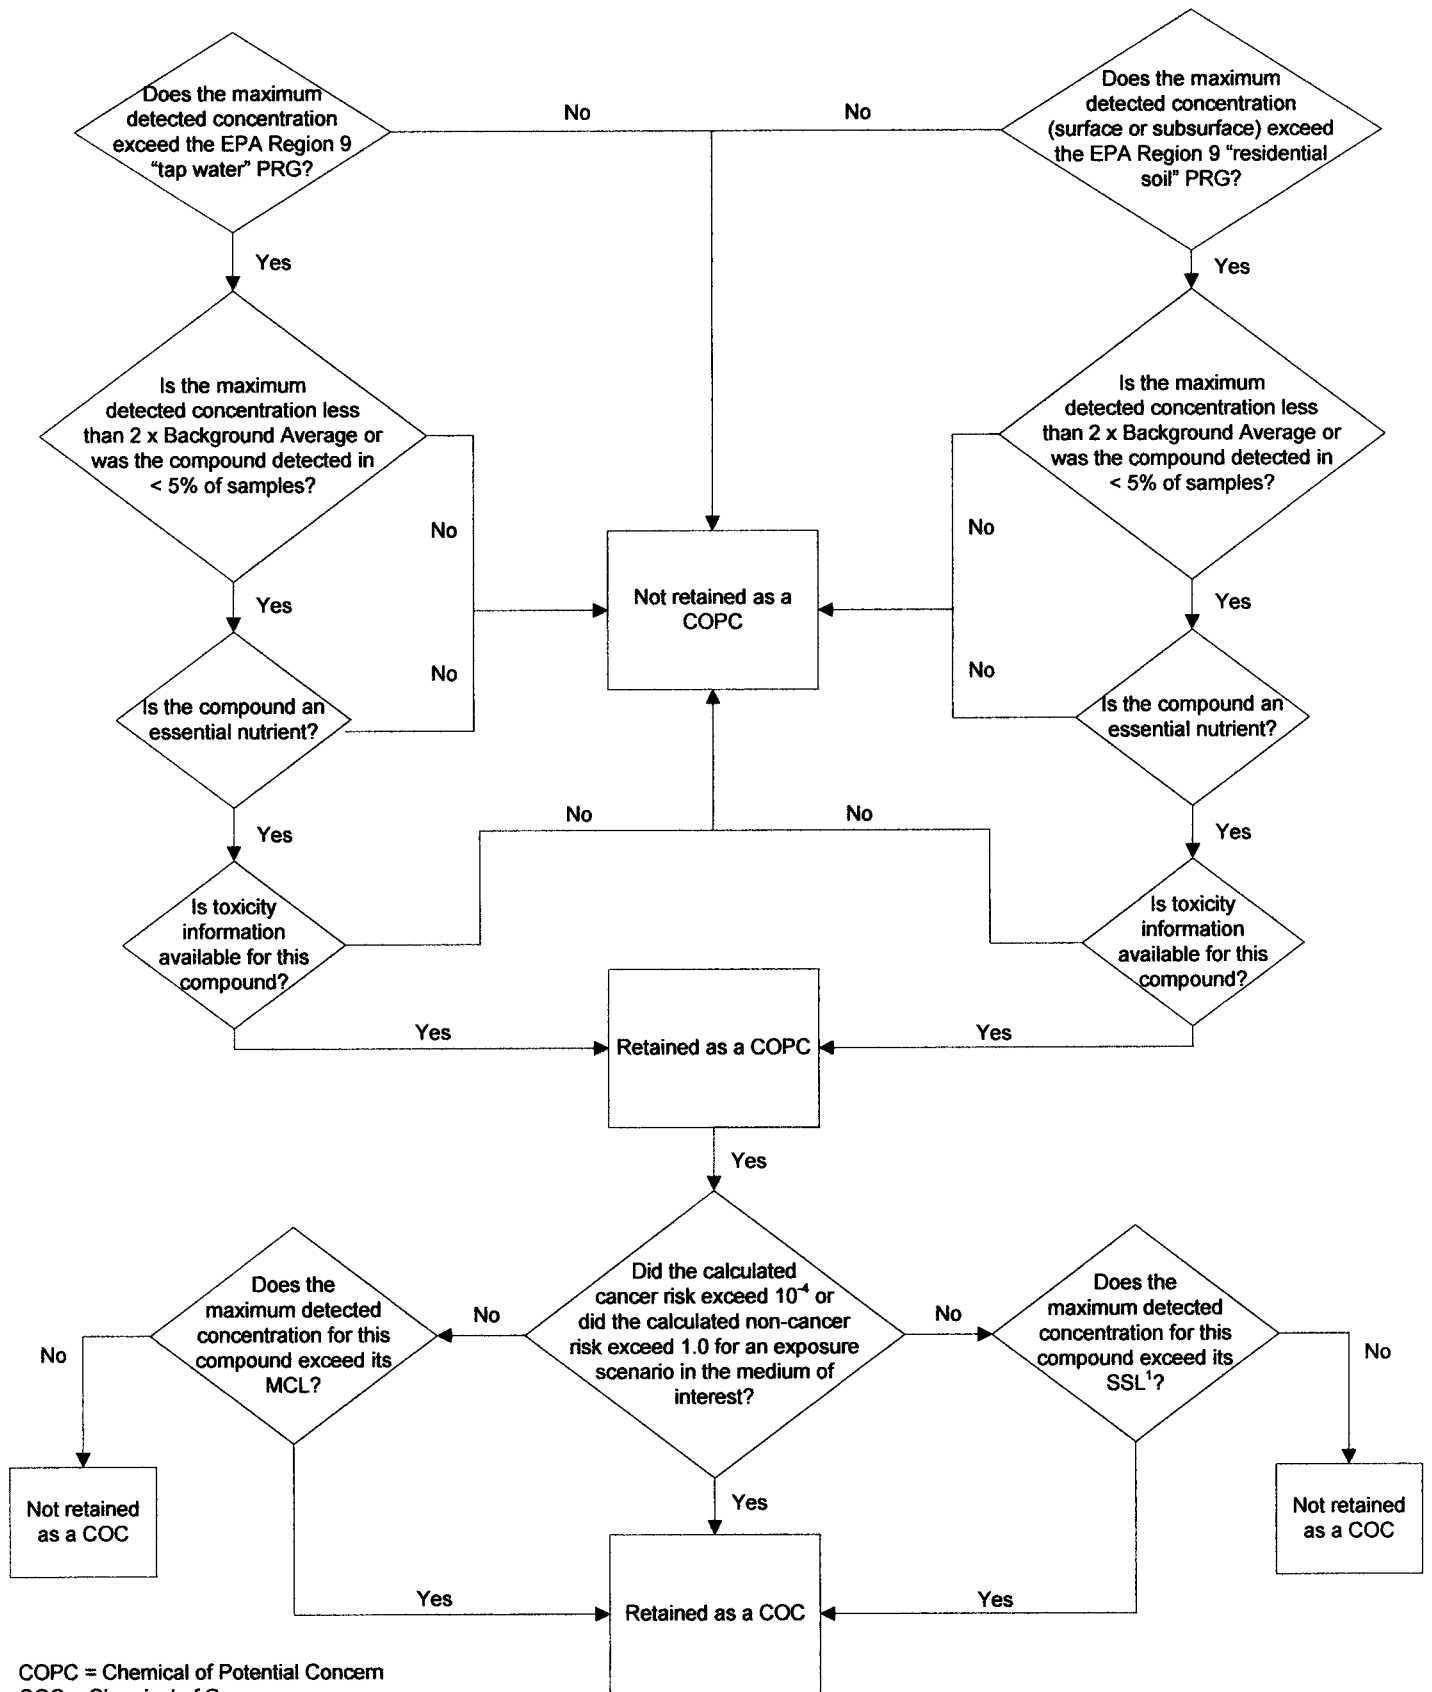 Does the maximum
detected concentration
exceed the EPA Region 9
“tap water” PRG?
No
No
Does the maximum
detected concentration
(surface or subsurface) exceed
the EPA Region 9 “residential
soil” PRG?
Yes
Yes
Is the maximum
detected concentration less
than 2 x Background Average or
was the compound detected in
< 5% of samples?
Is the maximum
detected concentration less
than 2 x Background Average or
was the compound detected in
< 5% of samples?
No
No
Not retained as a
COPC
Yes
Yes
No
No
Is the compound an
essential nutrient?
Is the compound an
essential nutrient?
No
No
Yes
Yes
Is toxicity
information
available for this
compound?
Is toxicity
information
available for this
compound?
Yes
Retained as a COPC
Yes
Yes
Does the
maximum detected
concentration for this
compound exceed its
MCL?
No
Did the calculated
cancer risk exceed 10⁻⁴ or
did the calculated non-cancer
risk exceed 1.0 for an exposure
scenario in the medium of
interest?
No
Does the
maximum detected
concentration for this
compound exceed its
SSL¹?
No
No
Not retained
as a COC
Yes
Not retained
as a COC
Yes
Retained as a COC
Yes
COPC = Chemical of Potential Concern